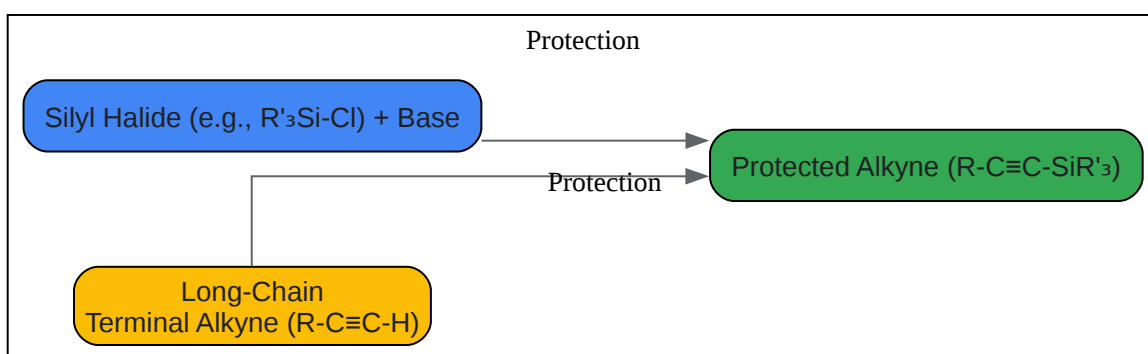 Protection
Silyl Halide (e.g., R'₃Si-Cl) + Base
Protected Alkyne (R-C≡C-SiR'₃)
Protection
Long-Chain
Terminal Alkyne (R-C≡C-H)